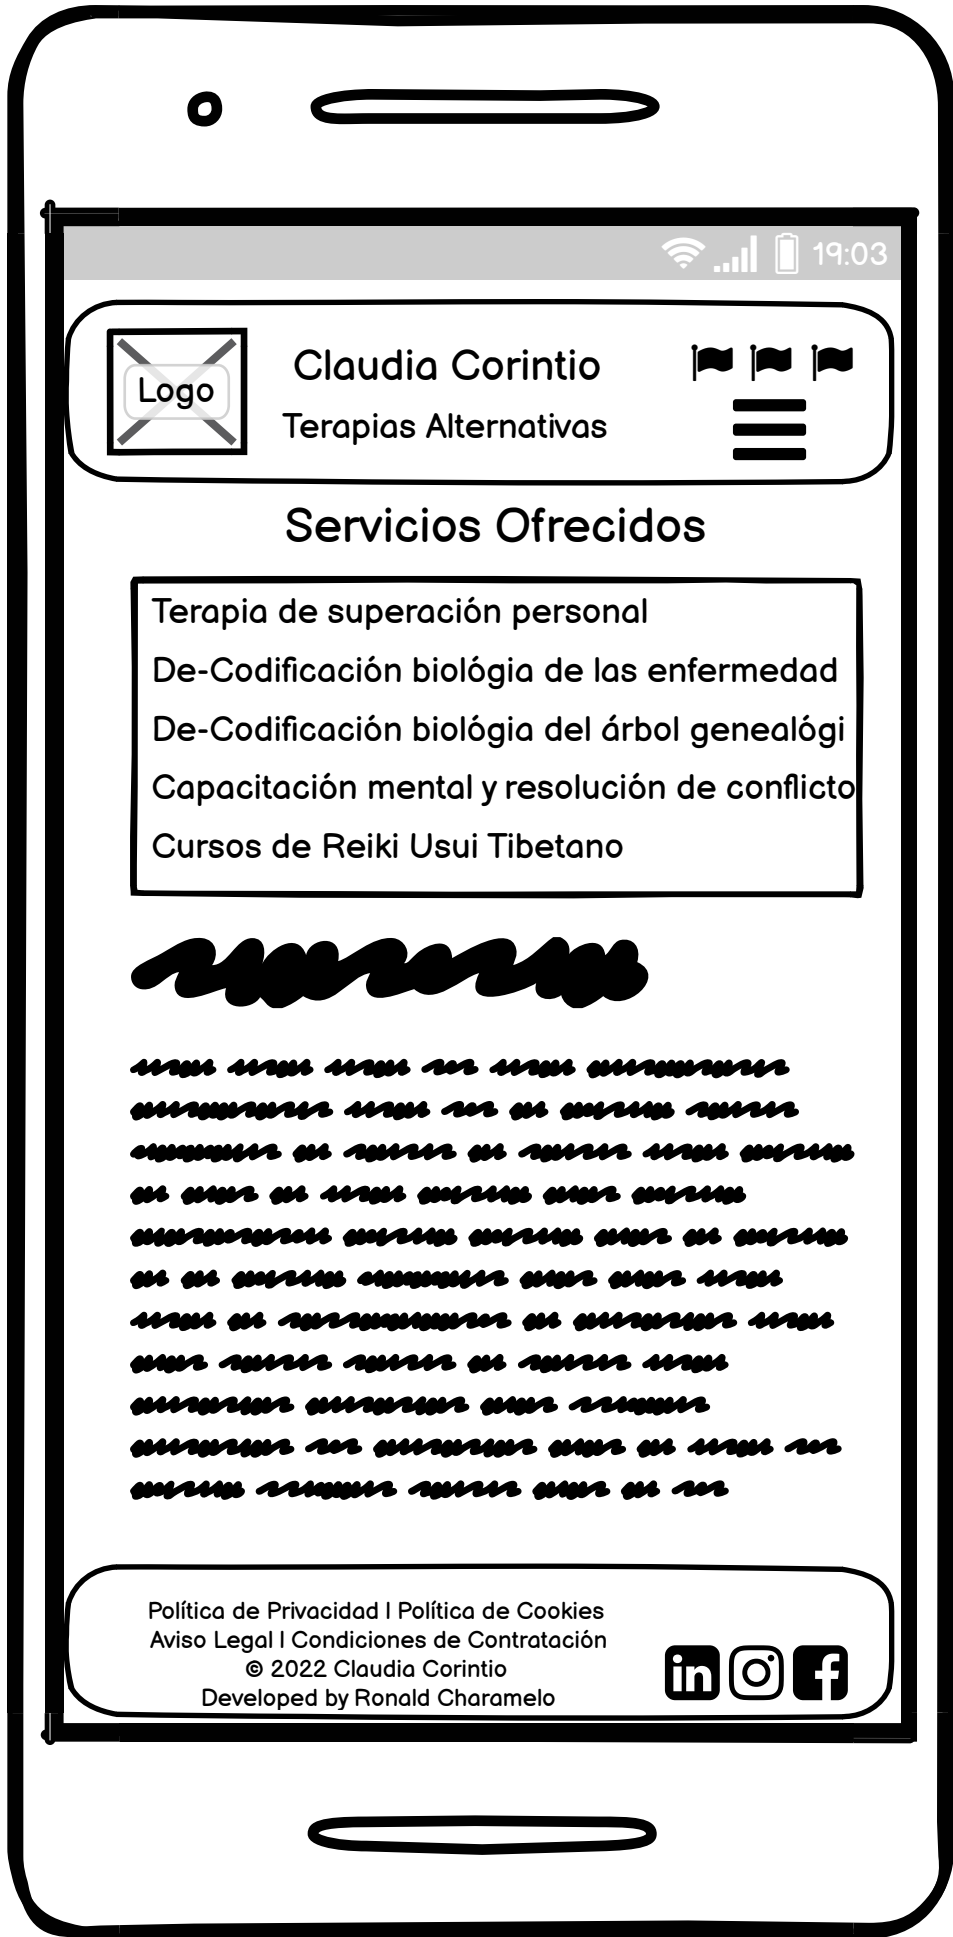 19:03
Logo
Claudia Corintio
Terapias Alternativas
Servicios Ofrecidos
Terapia de superación personal
De-Codificación biológia de las enfermedad
De-Codificación biológia del árbol genealógi
Capacitación mental y resolución de conflicto
Cursos de Reiki Usui Tibetano
Política de Privacidad | Política de Cookies
Aviso Legal | Condiciones de Contratación
© 2022 Claudia Corintio
Developed by Ronald Charamelo
in
f